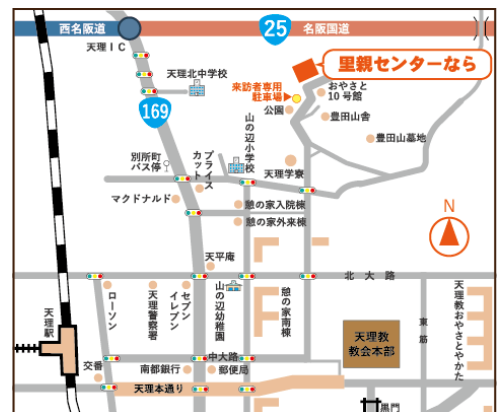 西名阪道
25
名阪国道
天理IC
里親センターなら
天理北中学校
来訪者専用
駐車場
おやさと
10号館
169
公園
豊田山舎
豊田山墓地
山の辺小学校
別所町
バス停
プライス
カット
天理学寮
マクドナルド
憩の家入院棟
憩の家外来棟
N
天平庵
北大路
ローソン
天理警察署
セブン
イレブン
山の辺幼稚園
憩の家南棟
天理教
教会本部
東筋
天理教おやさとやかた
天理駅
中大路
交番
南都銀行
郵便局
天理本通り
黒門